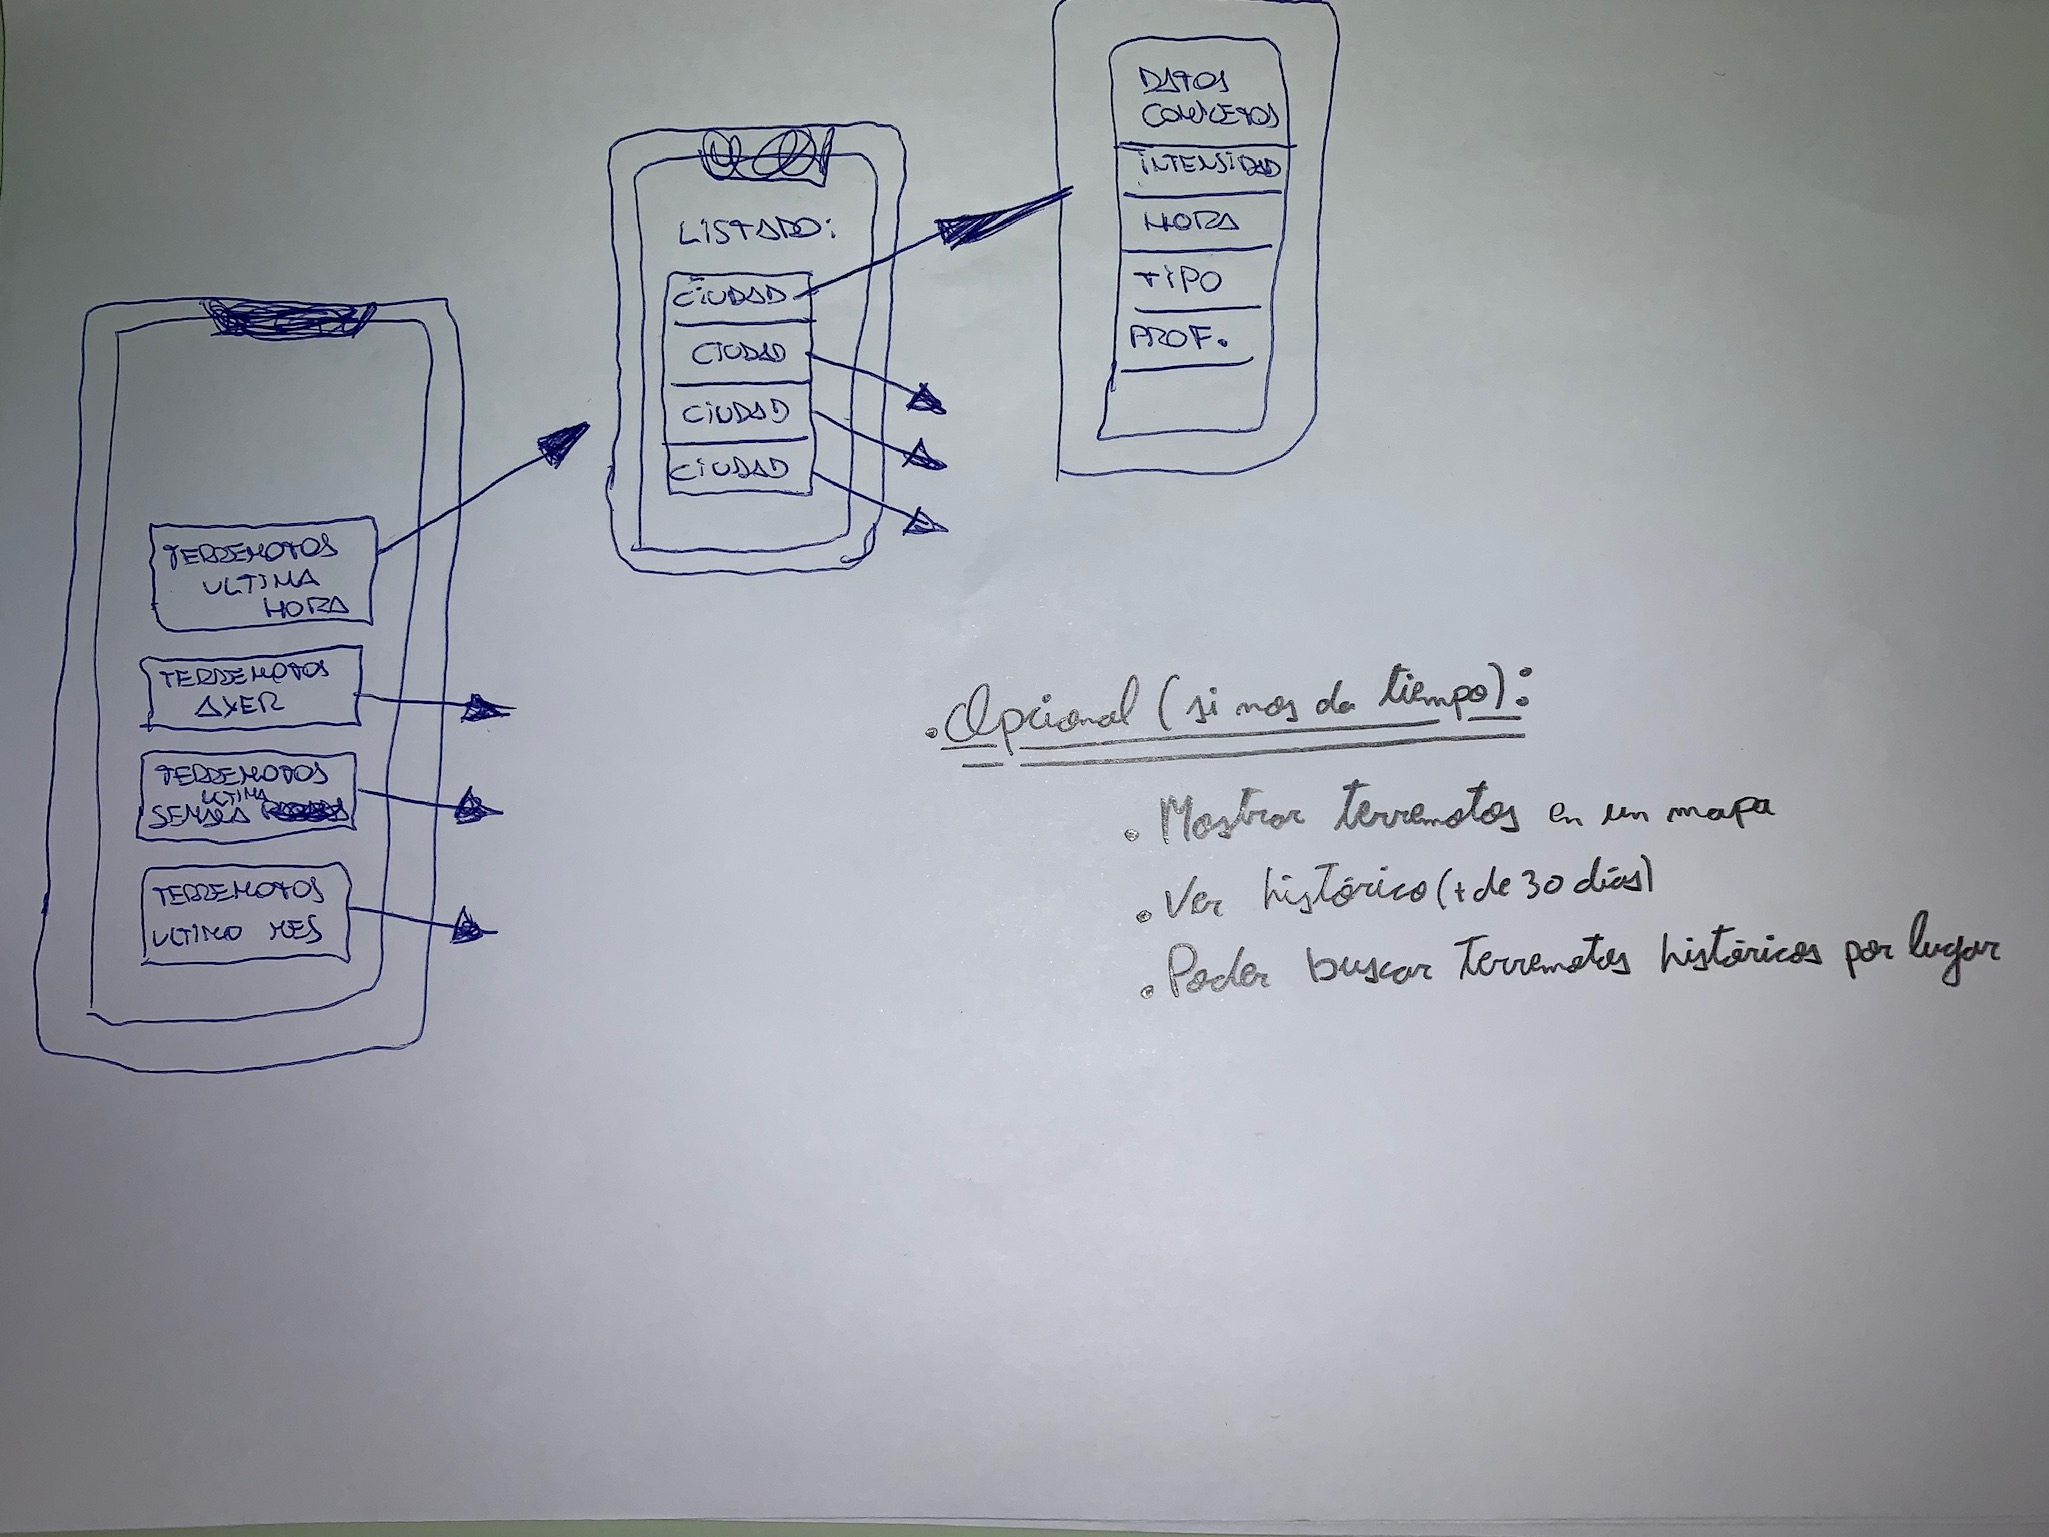 TERREMOTOS
ULTIMA
HORA
TERREMOTOS
AYER
TERREMOTOS
ULTIMA
SEMANA
TERREMOTOS
ULTIMO MES
LISTADO:
CIUDAD
CIUDAD
CIUDAD
CIUDAD
DATOS
COMPLETOS
INTENSIDAD
HORA
TIPO
PROF.
. Opcional (si nos da tiempo):
. Mostrar terremotos en un mapa
. Ver histórico (+ de 30 días)
. Poder buscar terremotos históricos por lugar